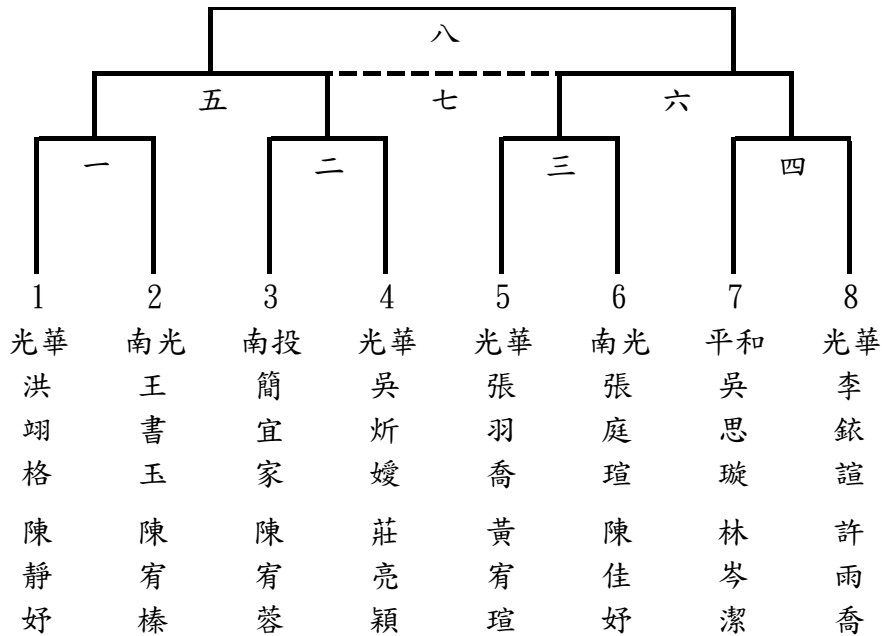 八
五 七 六
一 二 三 四
1 2 3 4 5 6 7 8
光華 南光 南投 光華 光華 南光 平和 光華
洪 王 簡 吳 張 張 吳 李
翊 書 宜 炘 羽 庭 思 銥
格 玉 家 嬡 喬 瑄 璇 諠
陳 陳 陳 莊 黃 陳 林 許
靜 宥 宥 亮 宥 佳 岑 雨
妤 榛 蓉 穎 瑄 妤 潔 喬